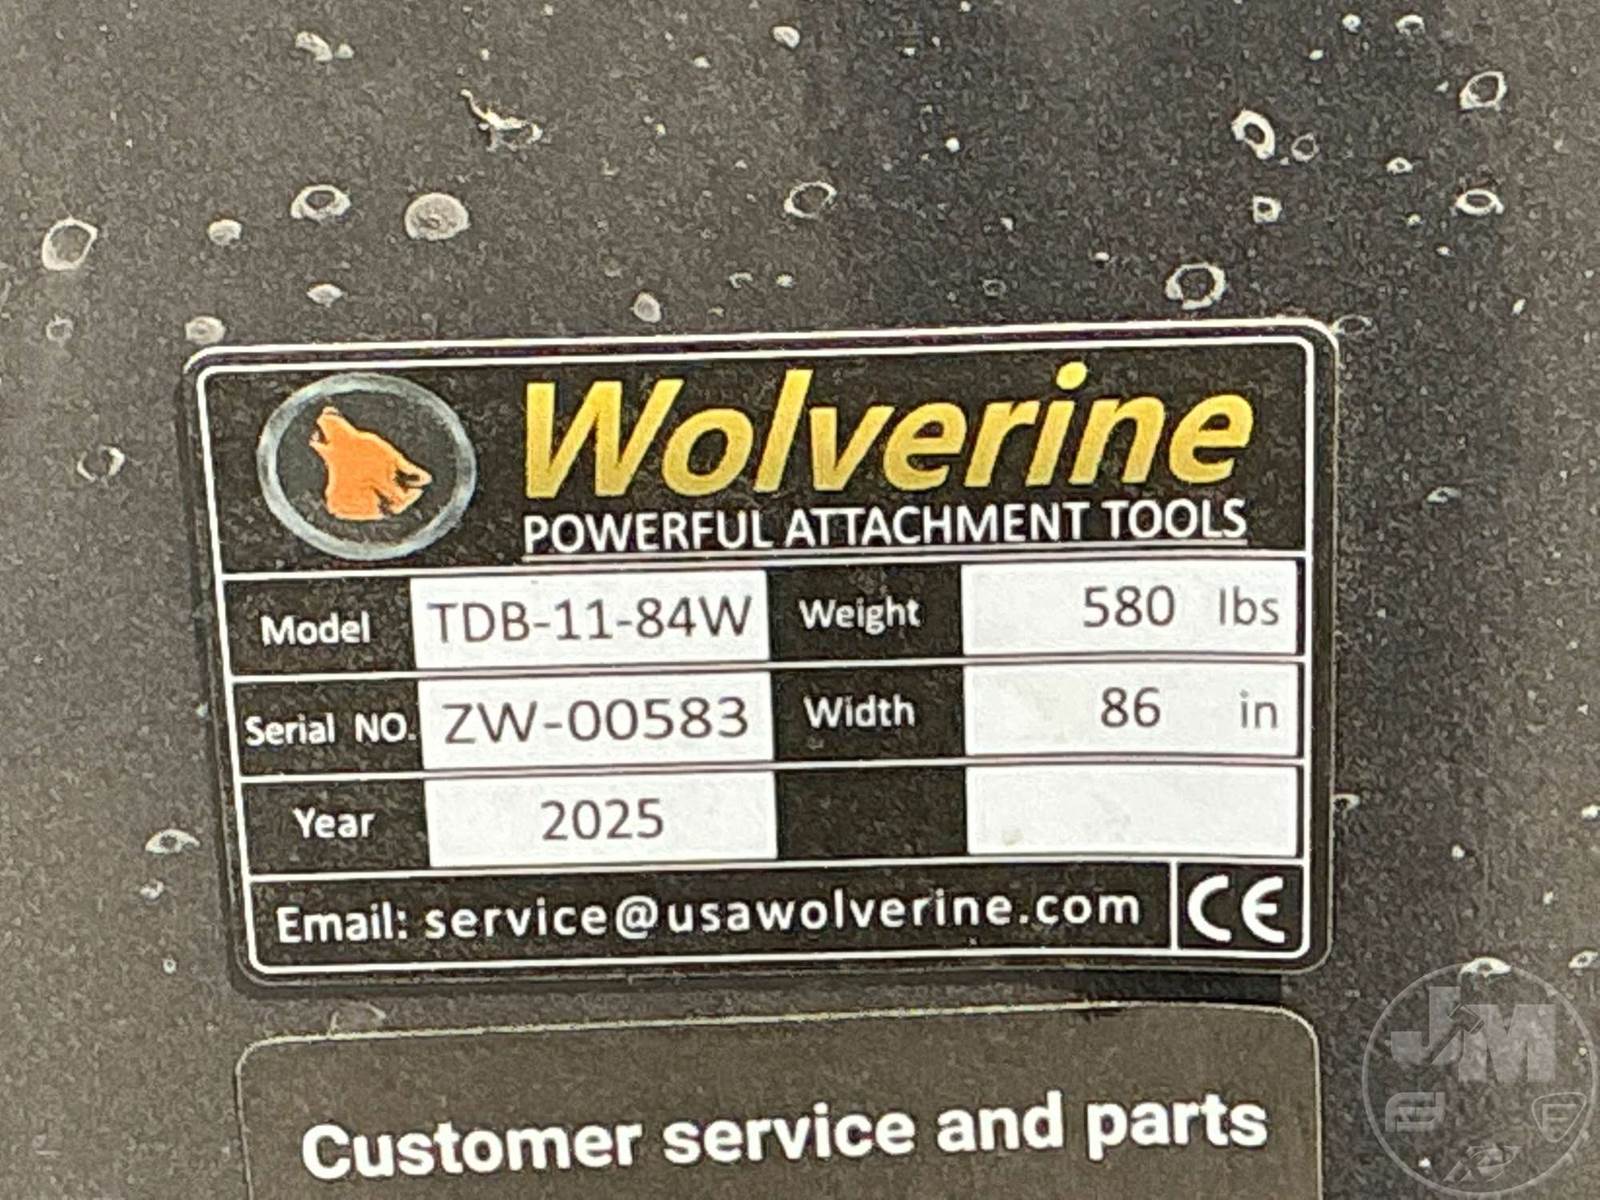 Wolverine
POWERFUL ATTACHMENT TOOLS
Model TDB-11-84W Weight 580 lbs
Serial NO. ZW-00583 Width 86 in
Year 2025
Email: service@usawolverine.com CE
Customer service and parts
JM